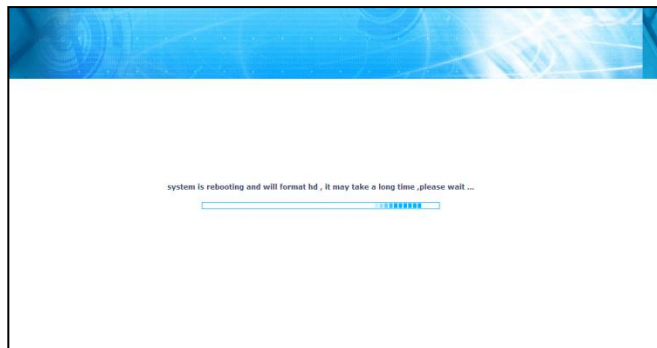 system is rebooting and will format hd , it may take a long time ,please wait ...